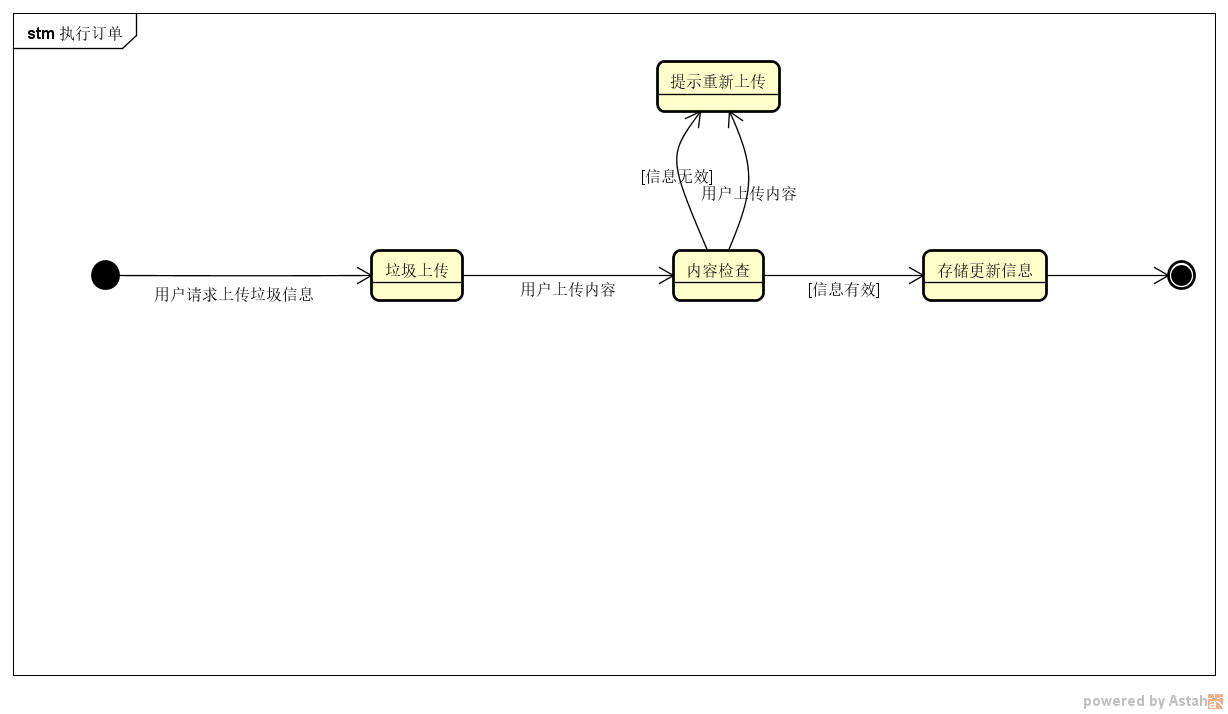 stm 执行订单
提示重新上传
[信息无效]
用户上传内容
垃圾上传
内容检查
存储更新信息
用户请求上传垃圾信息
用户上传内容
[信息有效]
powered by Astah